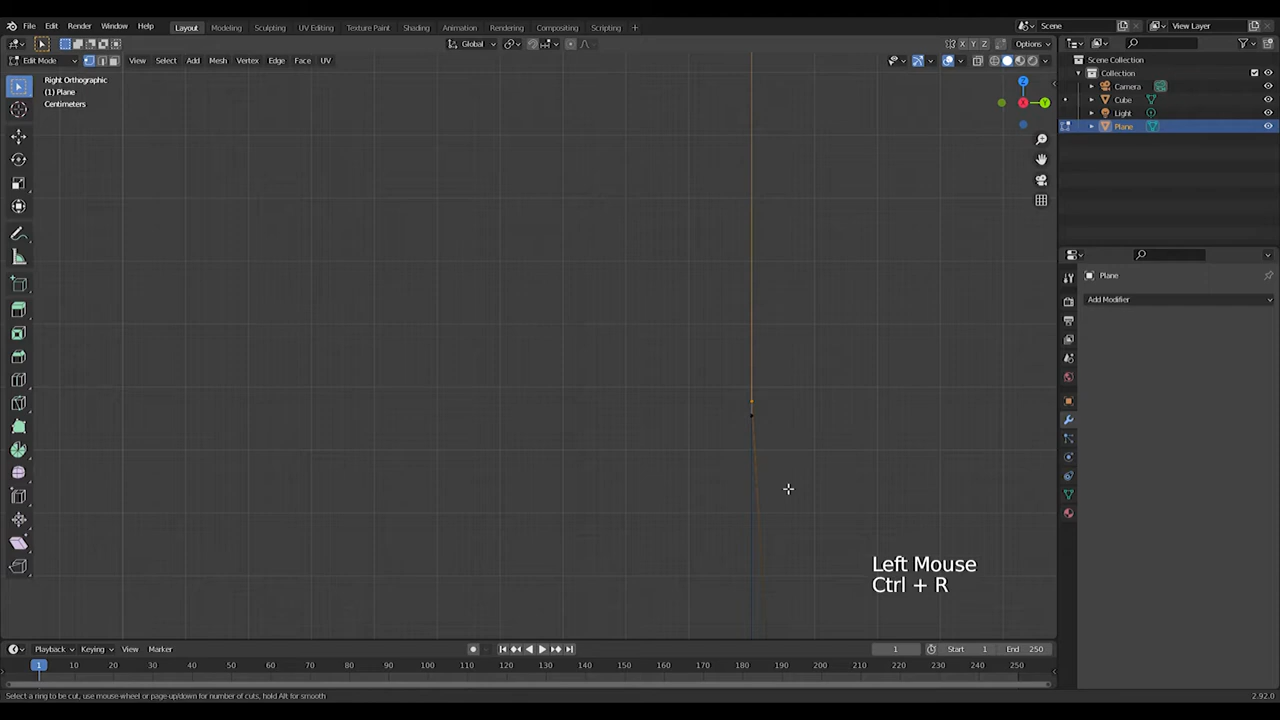 File Edit Render Window Help Layout Modeling Sculpting UV Editing Texture Paint Shading Animation Rendering Compositing Scripting + Scene View Layer
Global X Y Z Options
Edit Mode View Select Add Mesh Vertex Edge Face UV
Right Orthographic
(1) Plane
Centimeters
Z
X
Y
Scene Collection
Collection
Camera
Cube
Light
Plane
Plane
Add Modifier
Left Mouse
Ctrl + R
Playback Keying View Marker 1 Start 1 End 250
1 10 20 30 40 50 60 70 80 90 100 110 120 130 140 150 160 170 180 190 200 210 220 230 240 250
Select a ring to be cut, use mouse-wheel or page-up/down for number of cuts, hold Alt for smooth 2.92.0